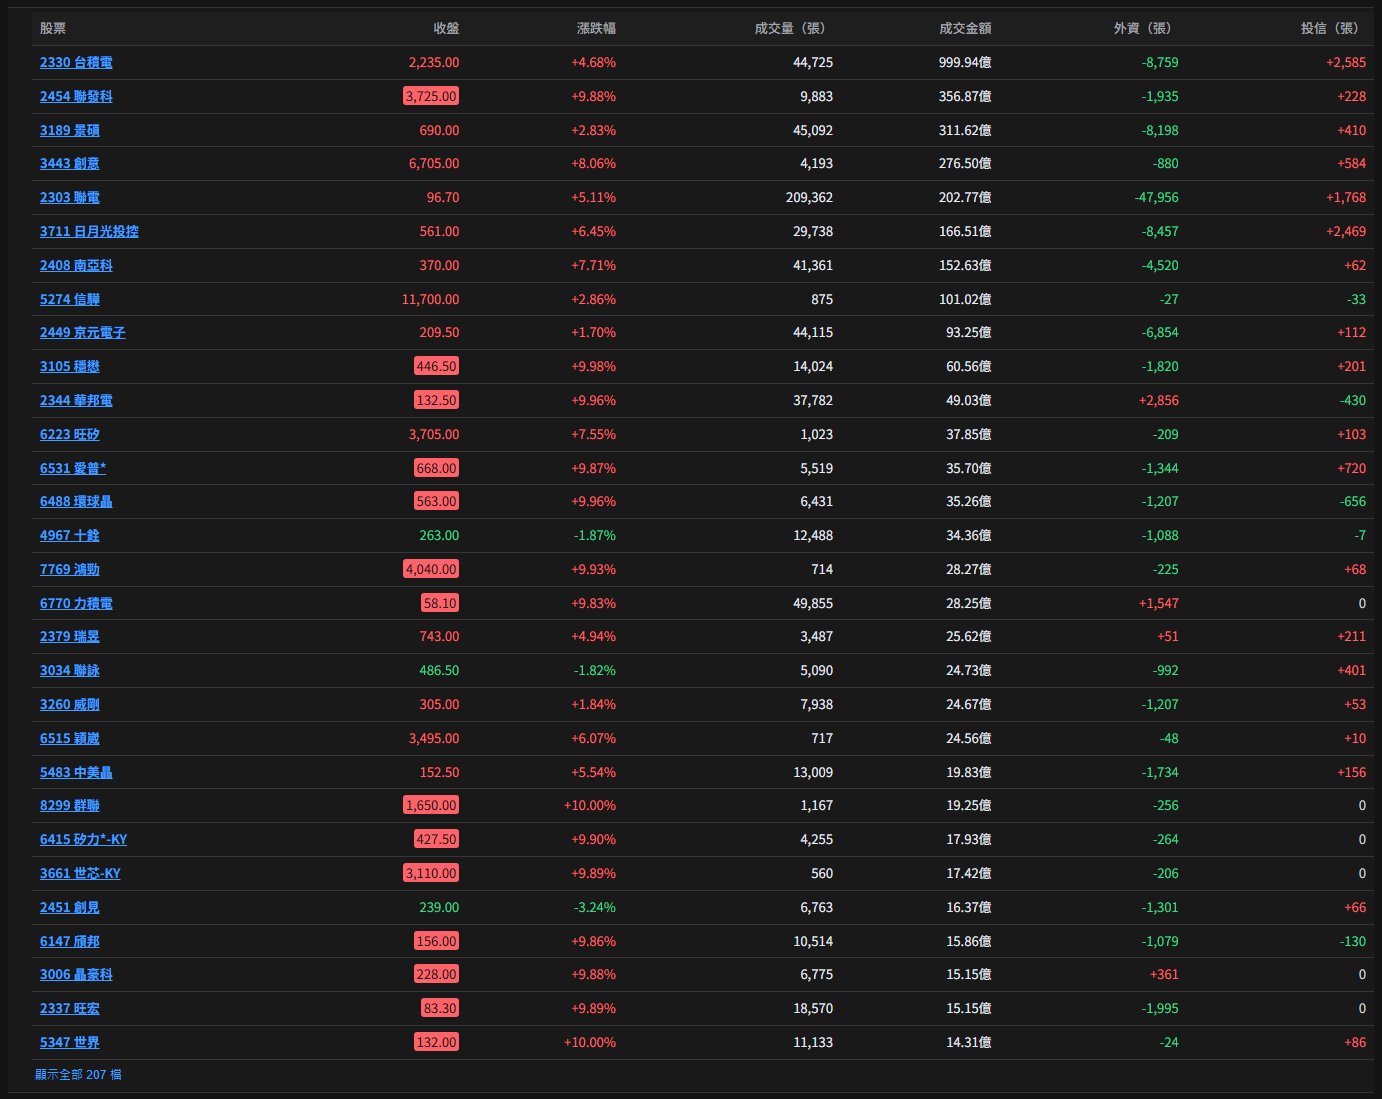 股票 收盤 漲跌幅 成交量（張） 成交金額 外資（張） 投信（張）
2330 台積電 2,235.00 +4.68% 44,725 999.94億 -8,759 +2,585
2454 聯發科 3,725.00 +9.88% 9,883 356.87億 -1,935 +228
3189 景碩 690.00 +2.83% 45,092 311.62億 -8,198 +410
3443 創意 6,705.00 +8.06% 4,193 276.50億 -880 +584
2303 聯電 96.70 +5.11% 209,362 202.77億 -47,956 +1,768
3711 日月光投控 561.00 +6.45% 29,738 166.51億 -8,457 +2,469
2408 南亞科 370.00 +7.71% 41,361 152.63億 -4,520 +62
5274 信驊 11,700.00 +2.86% 875 101.02億 -27 -33
2449 京元電子 209.50 +1.70% 44,115 93.25億 -6,854 +112
3105 穩懋 446.50 +9.98% 14,024 60.56億 -1,820 +201
2344 華邦電 132.50 +9.96% 37,782 49.03億 +2,856 -430
6223 旺矽 3,705.00 +7.55% 1,023 37.85億 -209 +103
6531 愛普* 668.00 +9.87% 5,519 35.70億 -1,344 +720
6488 環球晶 563.00 +9.96% 6,431 35.26億 -1,207 -656
4967 十銓 263.00 -1.87% 12,488 34.36億 -1,088 -7
7769 鴻勁 4,040.00 +9.93% 714 28.27億 -225 +68
6770 力積電 58.10 +9.83% 49,855 28.25億 +1,547 0
2379 瑞昱 743.00 +4.94% 3,487 25.62億 +51 +211
3034 聯詠 486.50 -1.82% 5,090 24.73億 -992 +401
3260 威剛 305.00 +1.84% 7,938 24.67億 -1,207 +53
6515 穎崴 3,495.00 +6.07% 717 24.56億 -48 +10
5483 中美晶 152.50 +5.54% 13,009 19.83億 -1,734 +156
8299 群聯 1,650.00 +10.00% 1,167 19.25億 -256 0
6415 矽力*-KY 427.50 +9.90% 4,255 17.93億 -264 0
3661 世芯-KY 3,110.00 +9.89% 560 17.42億 -206 0
2451 創見 239.00 -3.24% 6,763 16.37億 -1,301 +66
6147 頎邦 156.00 +9.86% 10,514 15.86億 -1,079 -130
3006 晶豪科 228.00 +9.88% 6,775 15.15億 +361 0
2337 旺宏 83.30 +9.89% 18,570 15.15億 -1,995 0
5347 世界 132.00 +10.00% 11,133 14.31億 -24 +86
顯示全部 207 檔